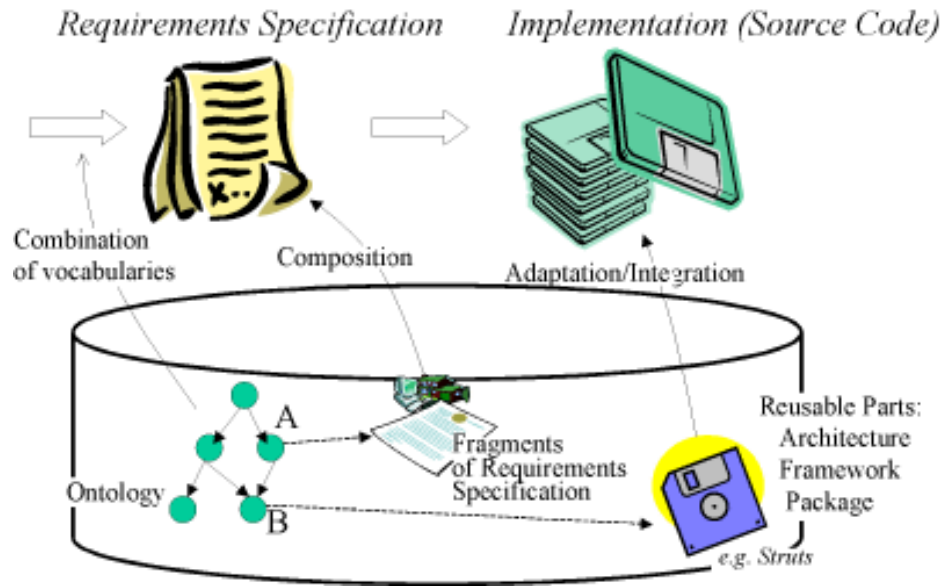 Requirements Specification
Implementation (Source Code)
Combination
of vocabularies
Composition
Adaptation/Integration
A
Fragments
of Requirements
Specification
Reusable Parts:
Architecture
Framework
Package
Ontology
B
e.g. Struts